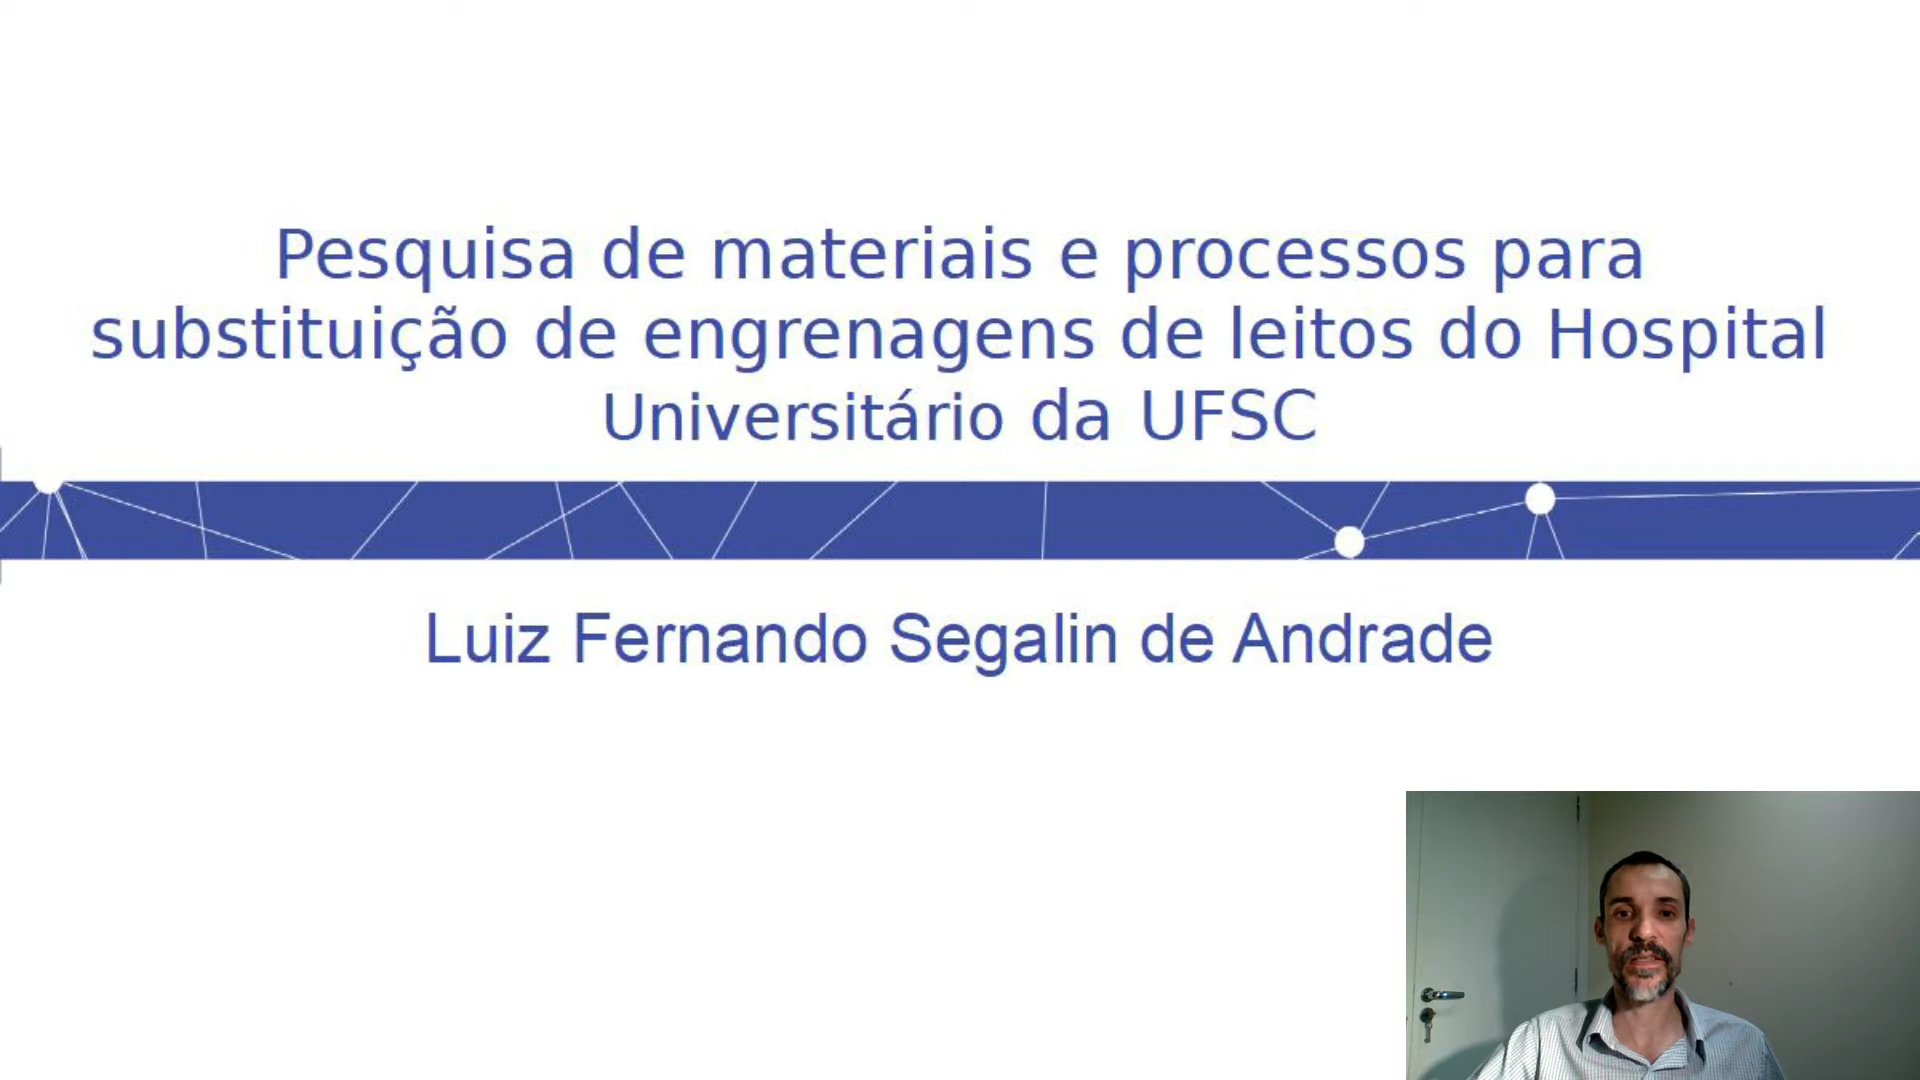 Pesquisa de materiais e processos para
substituição de engrenagens de leitos do Hospital
Universitário da UFSC
Luiz Fernando Segalin de Andrade